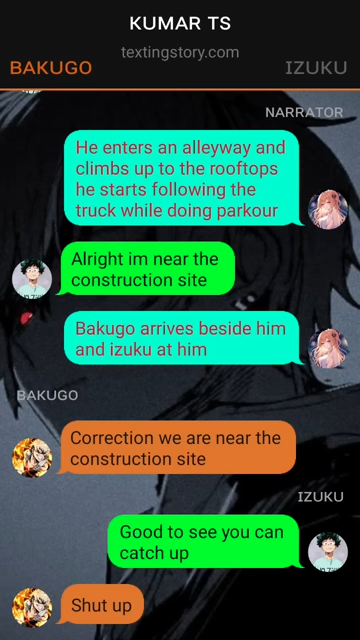 KUMAR TS
textingstory.com
BAKUGO
IZUKU
NARRATOR
He enters an alleyway and
climbs up to the rooftops
he starts following the
truck while doing parkour
Alright im near the
construction site
Bakugo arrives beside him
and izuku at him
BAKUGO
Correction we are near the
construction site
IZUKU
Good to see you can
catch up
Shut up